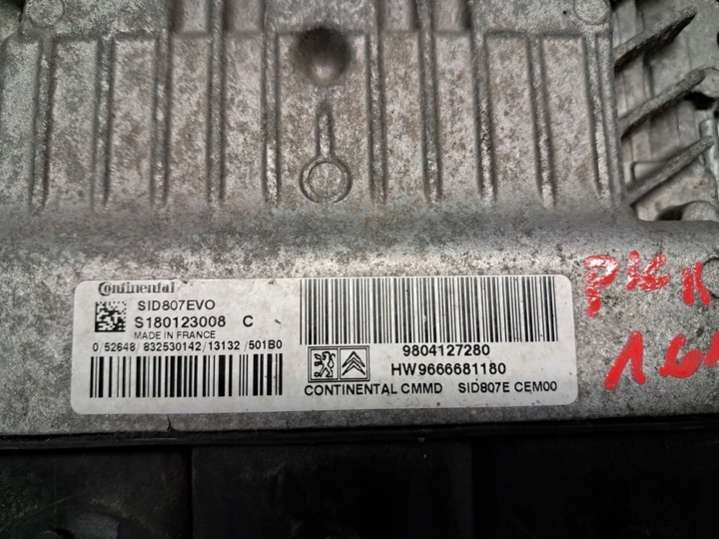 Continental
SID807EVO
S180123008 C
MADE IN FRANCE
0/52648/832530142/13132/501B0
9804127280
HW9666681180
CONTINENTAL CMMD SID807E CEM00